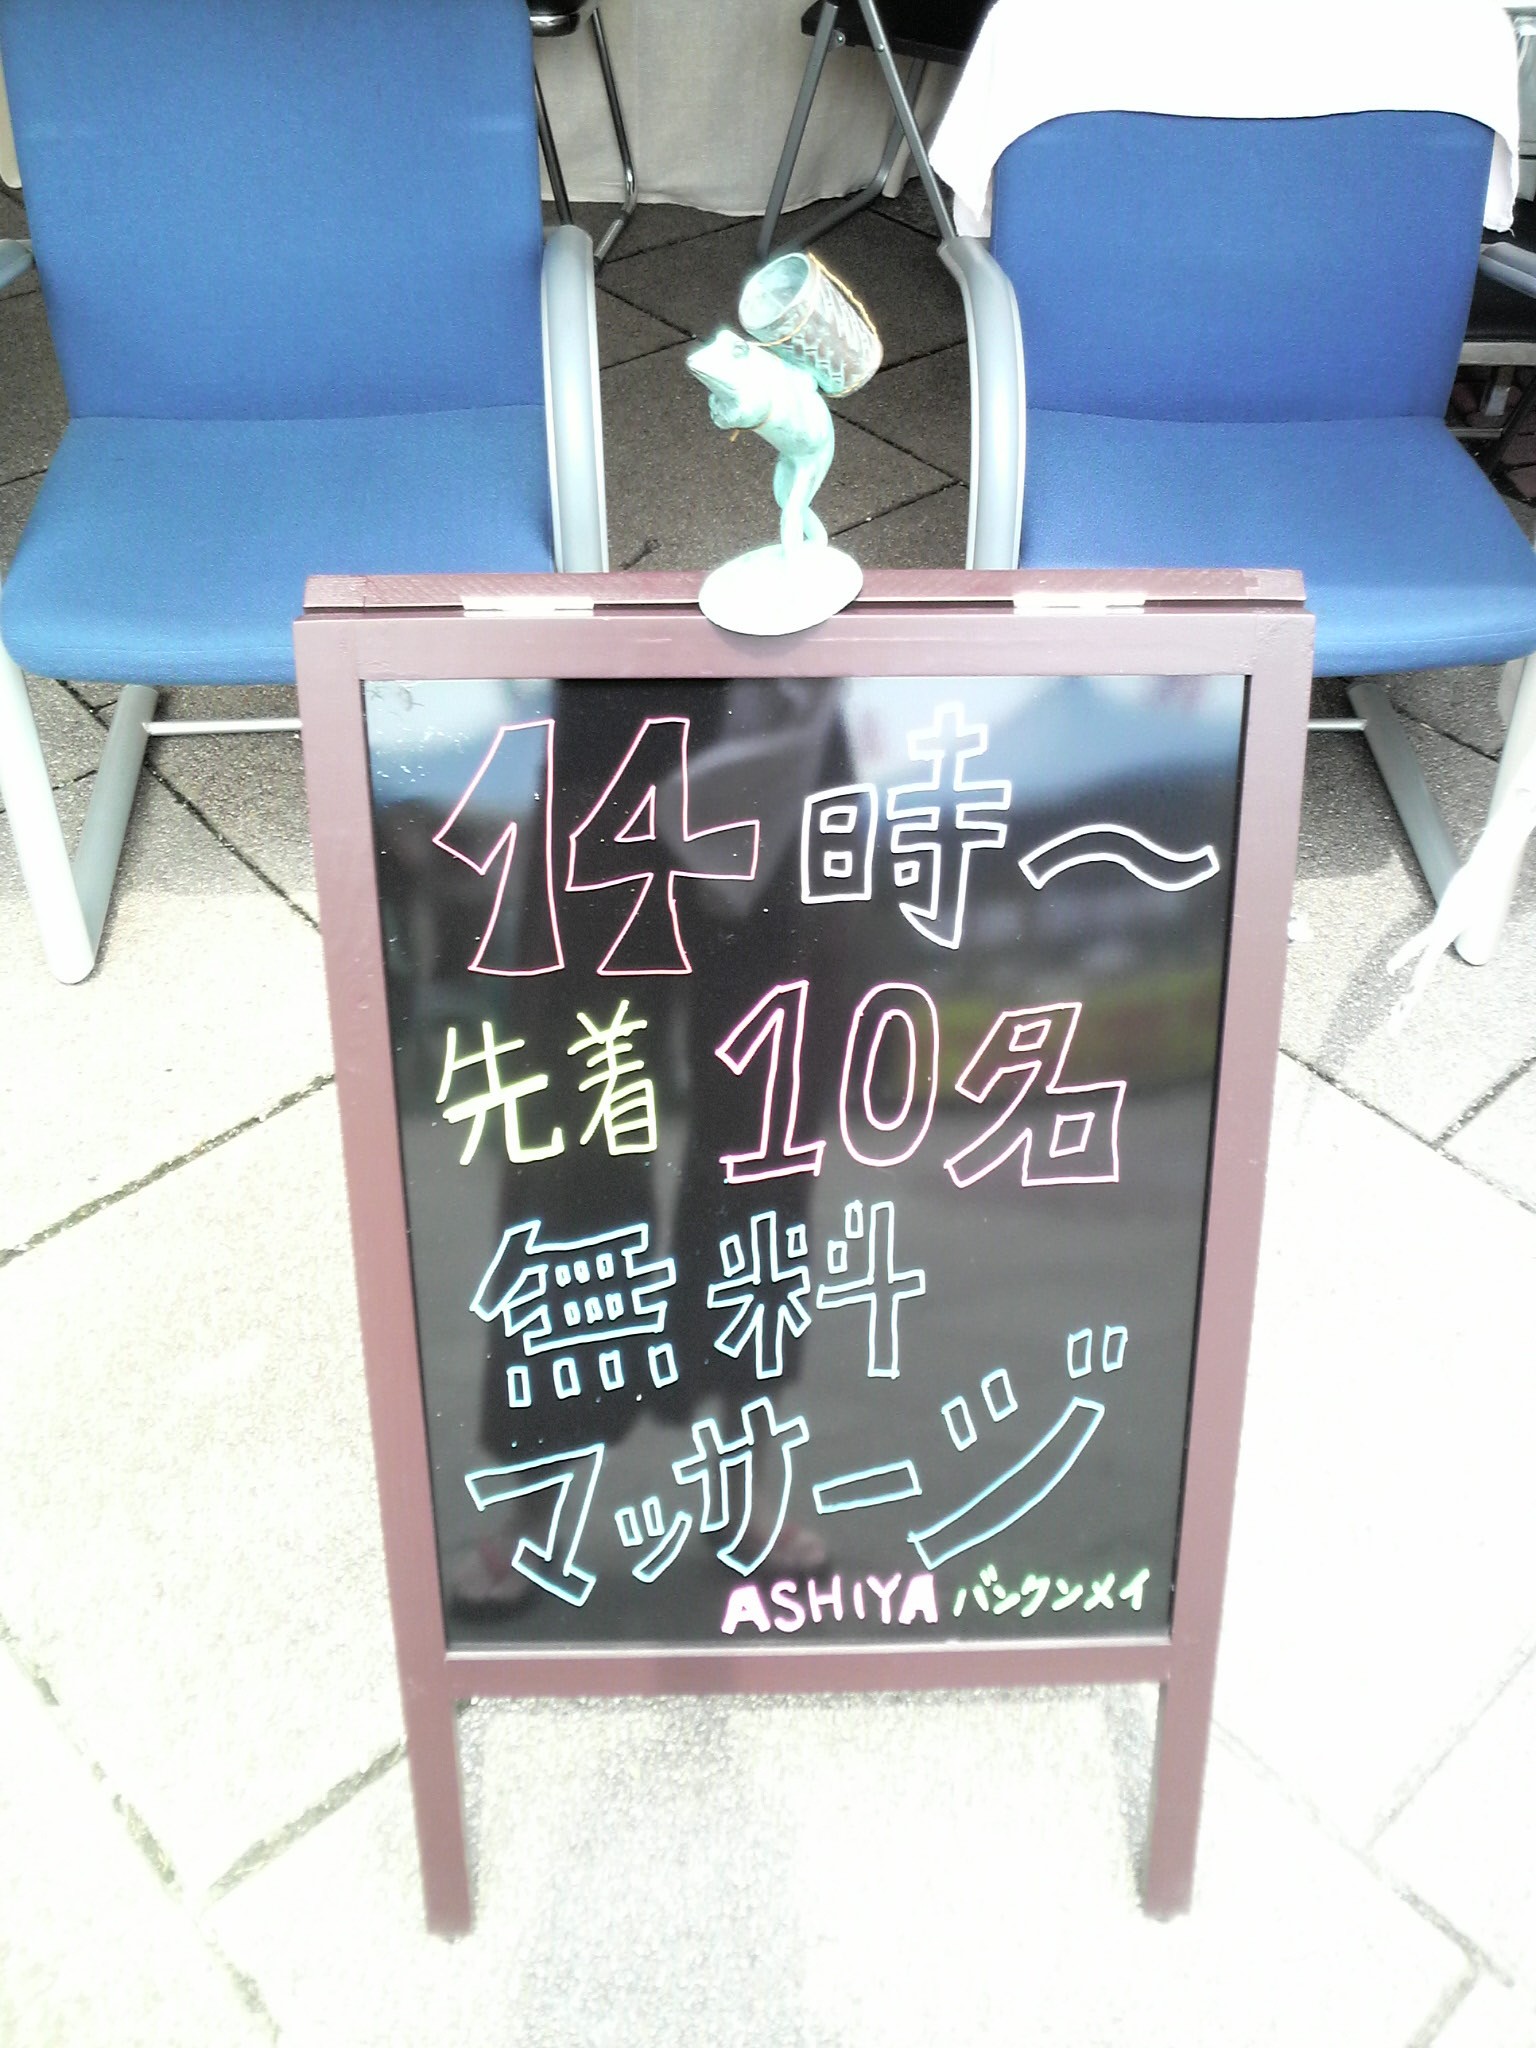 14時〜
先着10名
無料
マッサージ
ASHIYA バンクンメイ